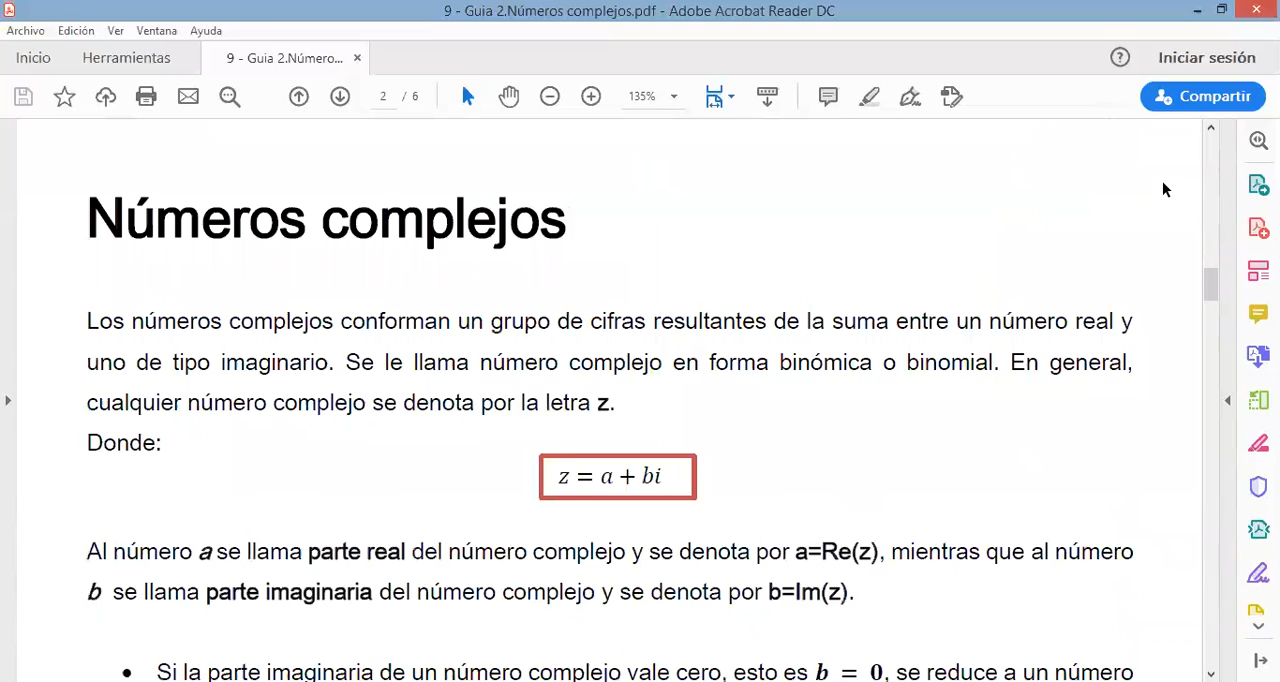 9 - Guia 2.Números complejos.pdf - Adobe Acrobat Reader DC
Archivo Edición Ver Ventana Ayuda
Inicio Herramientas 9 - Guia 2.Número... × Iniciar sesión
2 / 6 135% Compartir
Números complejos
Los números complejos conforman un grupo de cifras resultantes de la suma entre un número real y
uno de tipo imaginario. Se le llama número complejo en forma binómica o binomial. En general,
cualquier número complejo se denota por la letra z.
Donde:
z = a + bi
Al número a se llama parte real del número complejo y se denota por a=Re(z), mientras que al número
b se llama parte imaginaria del número complejo y se denota por b=Im(z).
• Si la parte imaginaria de un número complejo vale cero, esto es b = 0, se reduce a un número